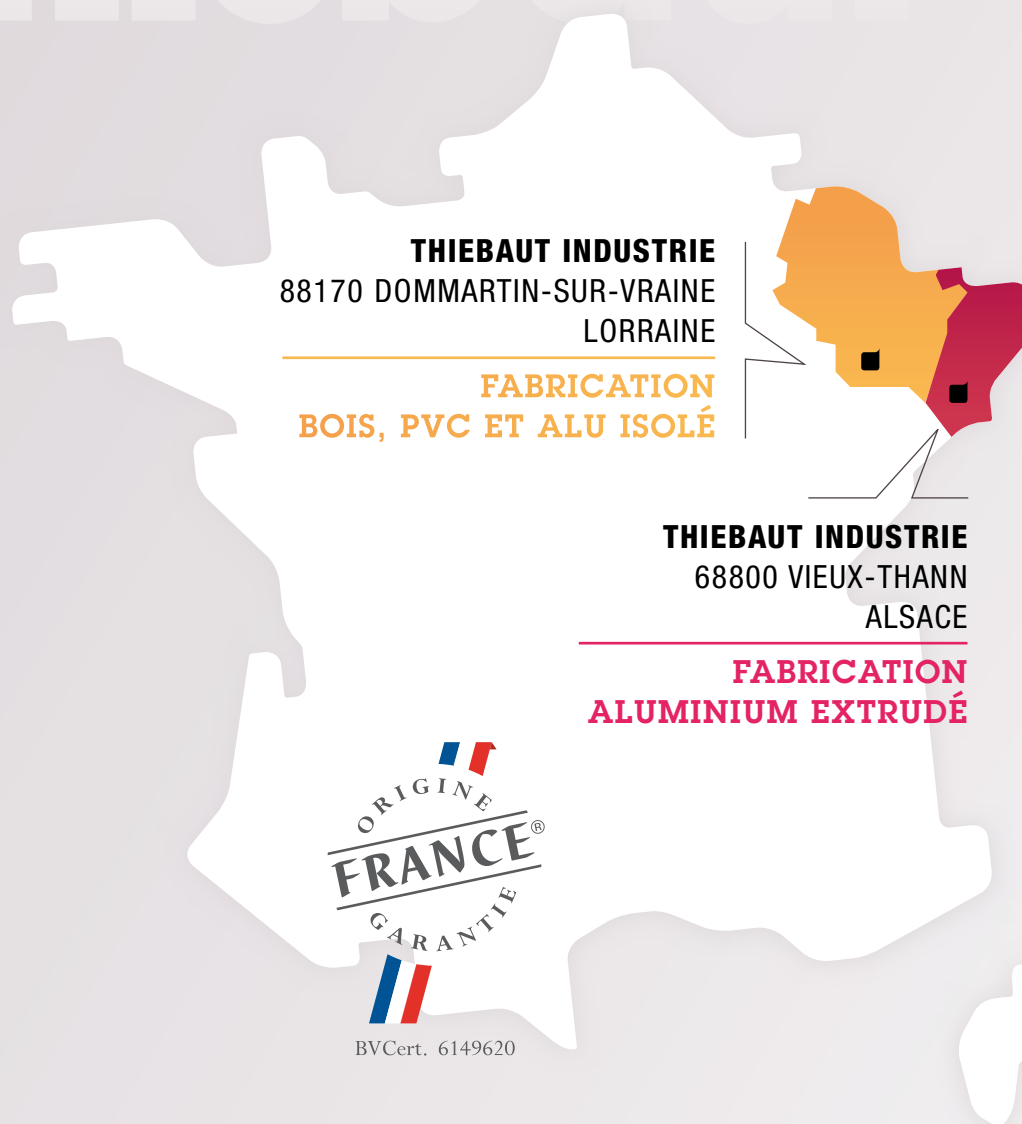 THIEBAUT INDUSTRIE
88170 DOMMARTIN-SUR-VRAINE
LORRAINE
FABRICATION
BOIS, PVC ET ALU ISOLÉ
THIEBAUT INDUSTRIE
68800 VIEUX-THANN
ALSACE
FABRICATION
ALUMINIUM EXTRUDÉ
ORIGINE
FRANCE®
GARANTIE
BVCert. 6149620